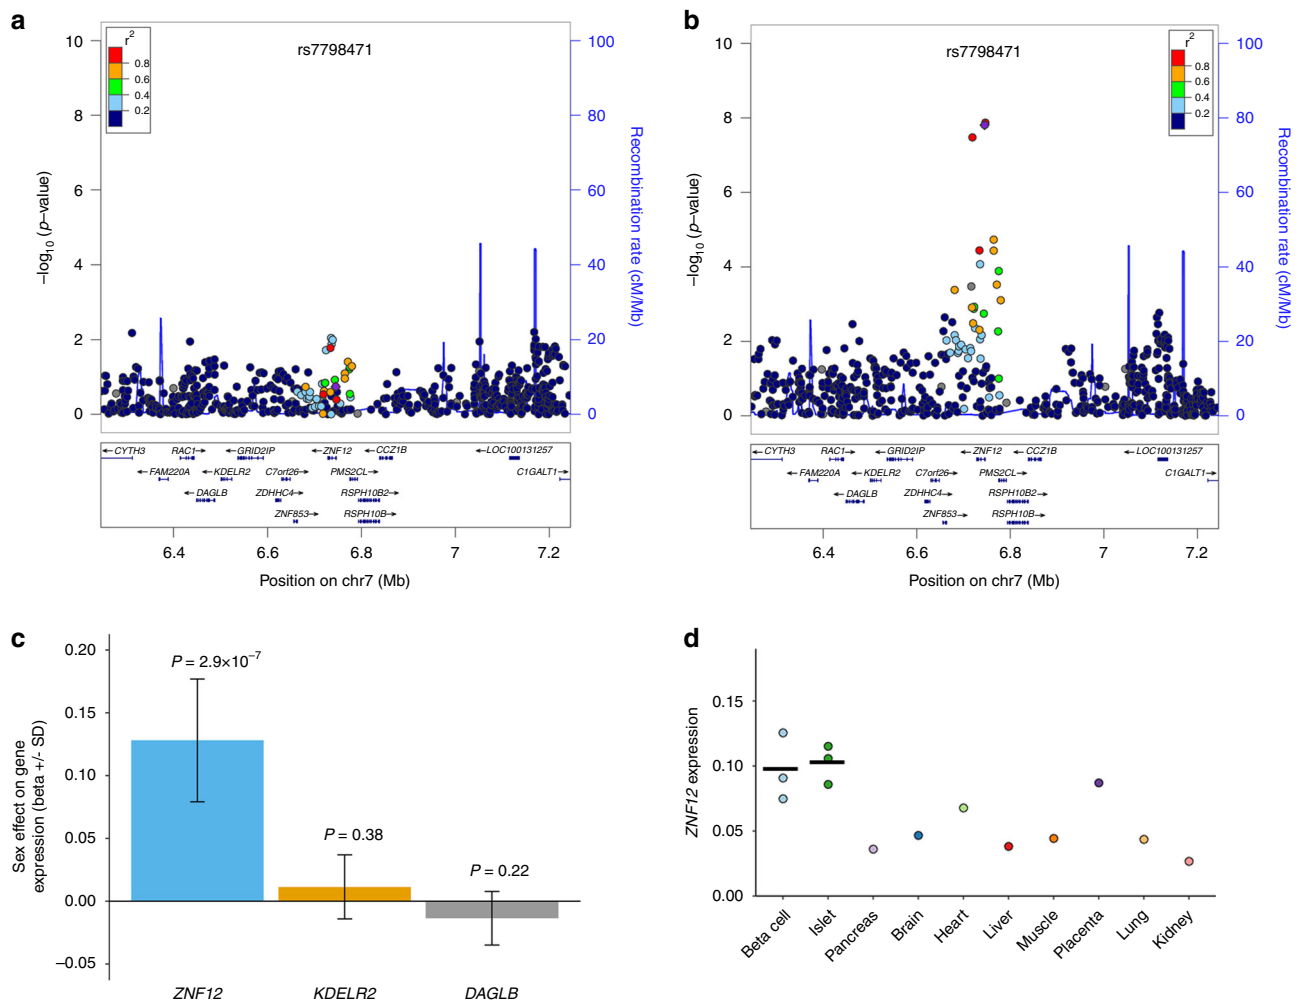 a
rs7798471
r2
0.8
0.6
0.4
0.2
10
8
6
4
2
0
−log10 (p–value)
100
80
60
40
20
0
Recombination rate (cM/Mb)
←CYTH3 RAC1→ ←GRID2IP ←ZNF12 ←CCZ1B ←LOC100131257
←FAM220A ←KDELR2 C7orf26→ PMS2CL→ C1GALT1→
←DAGLB ZDHHC4→ RSPH10B2→
ZNF853→ RSPH10B→
6.4 6.6 6.8 7 7.2
Position on chr7 (Mb)
b
rs7798471
r2
0.8
0.6
0.4
0.2
10
8
6
4
2
0
−log10 (p–value)
100
80
60
40
20
0
Recombination rate (cM/Mb)
←CYTH3 RAC1→ ←GRID2IP ←ZNF12 ←CCZ1B ←LOC100131257
←FAM220A ←KDELR2 C7orf26→ PMS2CL→ C1GALT1→
←DAGLB ZDHHC4→ RSPH10B2→
ZNF853→ RSPH10B→
6.4 6.6 6.8 7 7.2
Position on chr7 (Mb)
c
Sex effect on gene
expression (beta +/- SD)
0.20
0.15
0.10
0.05
0.00
−0.05
P = 2.9×10−7
P = 0.38
P = 0.22
ZNF12 KDELR2 DAGLB
d
ZNF12 expression
0.15
0.10
0.05
0.00
Beta cell
Islet
Pancreas
Brain
Heart
Liver
Muscle
Placenta
Lung
Kidney